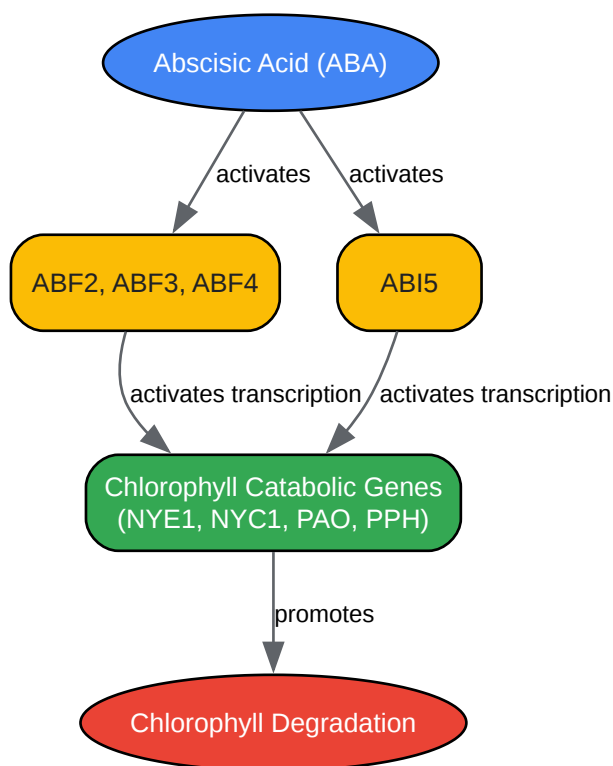 Abscisic Acid (ABA)
activates
activates
ABF2, ABF3, ABF4
ABI5
activates transcription
activates transcription
Chlorophyll Catabolic Genes
(NYE1, NYC1, PAO, PPH)
promotes
Chlorophyll Degradation